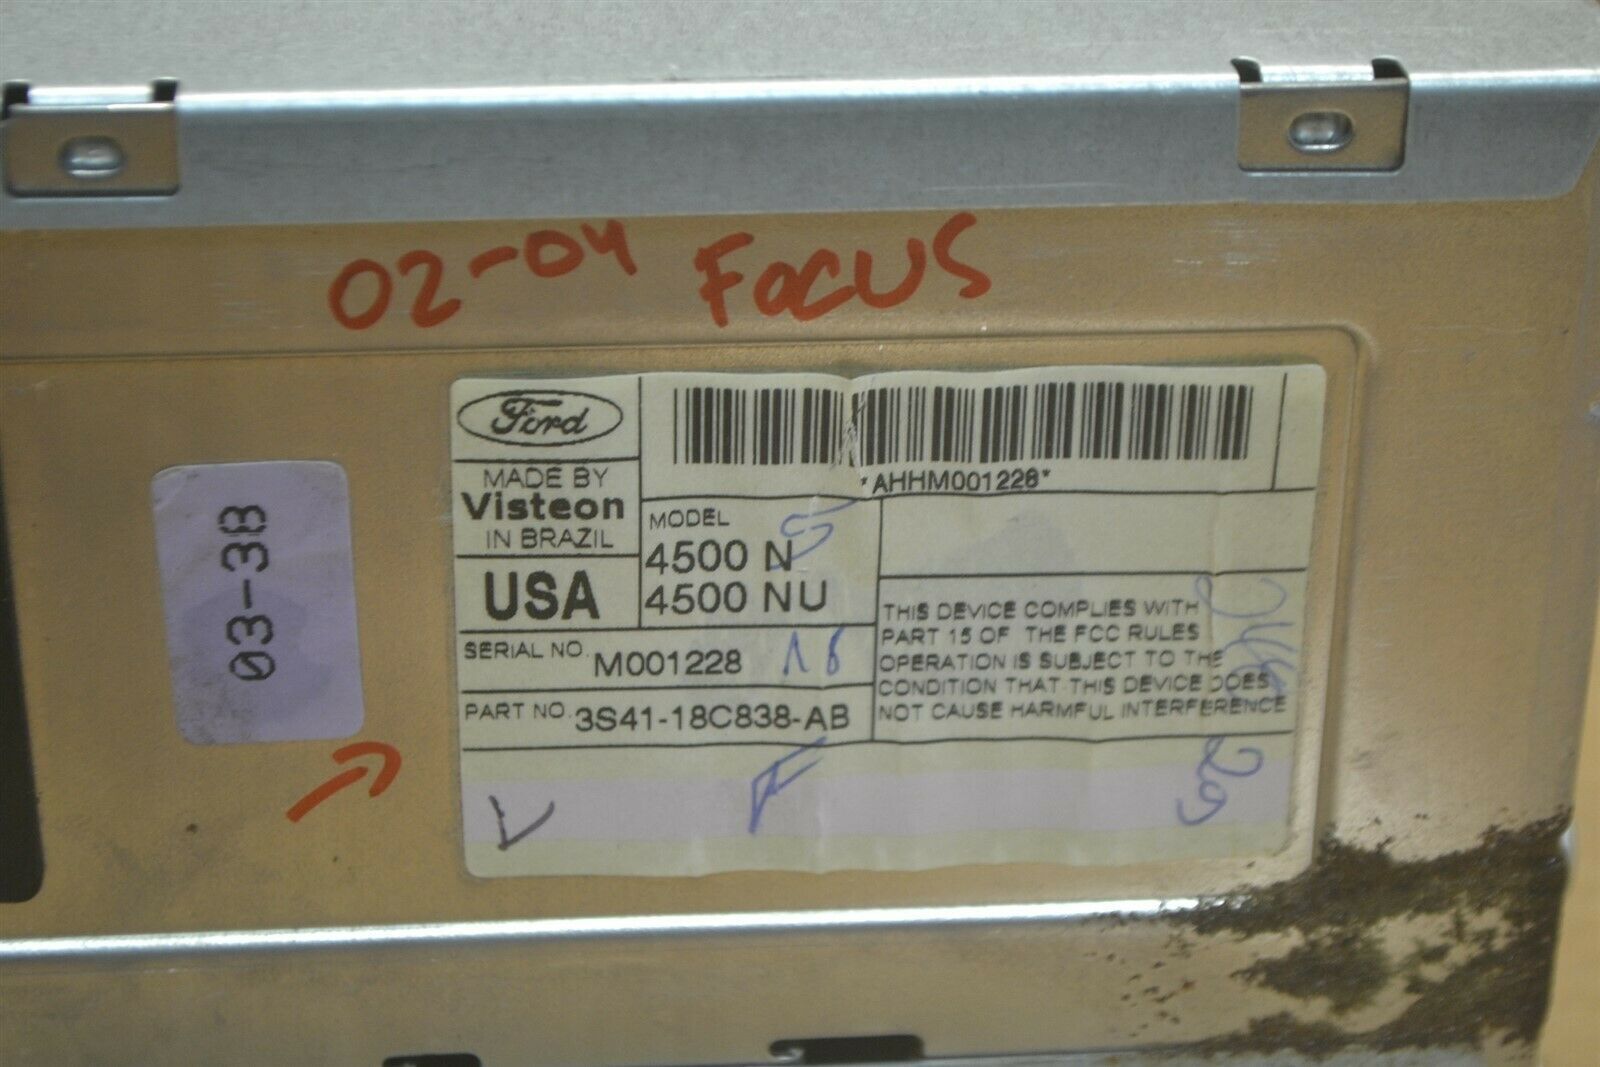 02-04 FOCUS
03-38
Ford
MADE BY
Visteon
IN BRAZIL
USA
*AHHM001228*
MODEL
4500 N
4500 NU
SERIAL NO. M001228 18
PART NO. 3S41-18C838-AB
THIS DEVICE COMPLIES WITH
PART 15 OF THE FCC RULES
OPERATION IS SUBJECT TO THE
CONDITION THAT THIS DEVICE DOES
NOT CAUSE HARMFUL INTERFERENCE
F